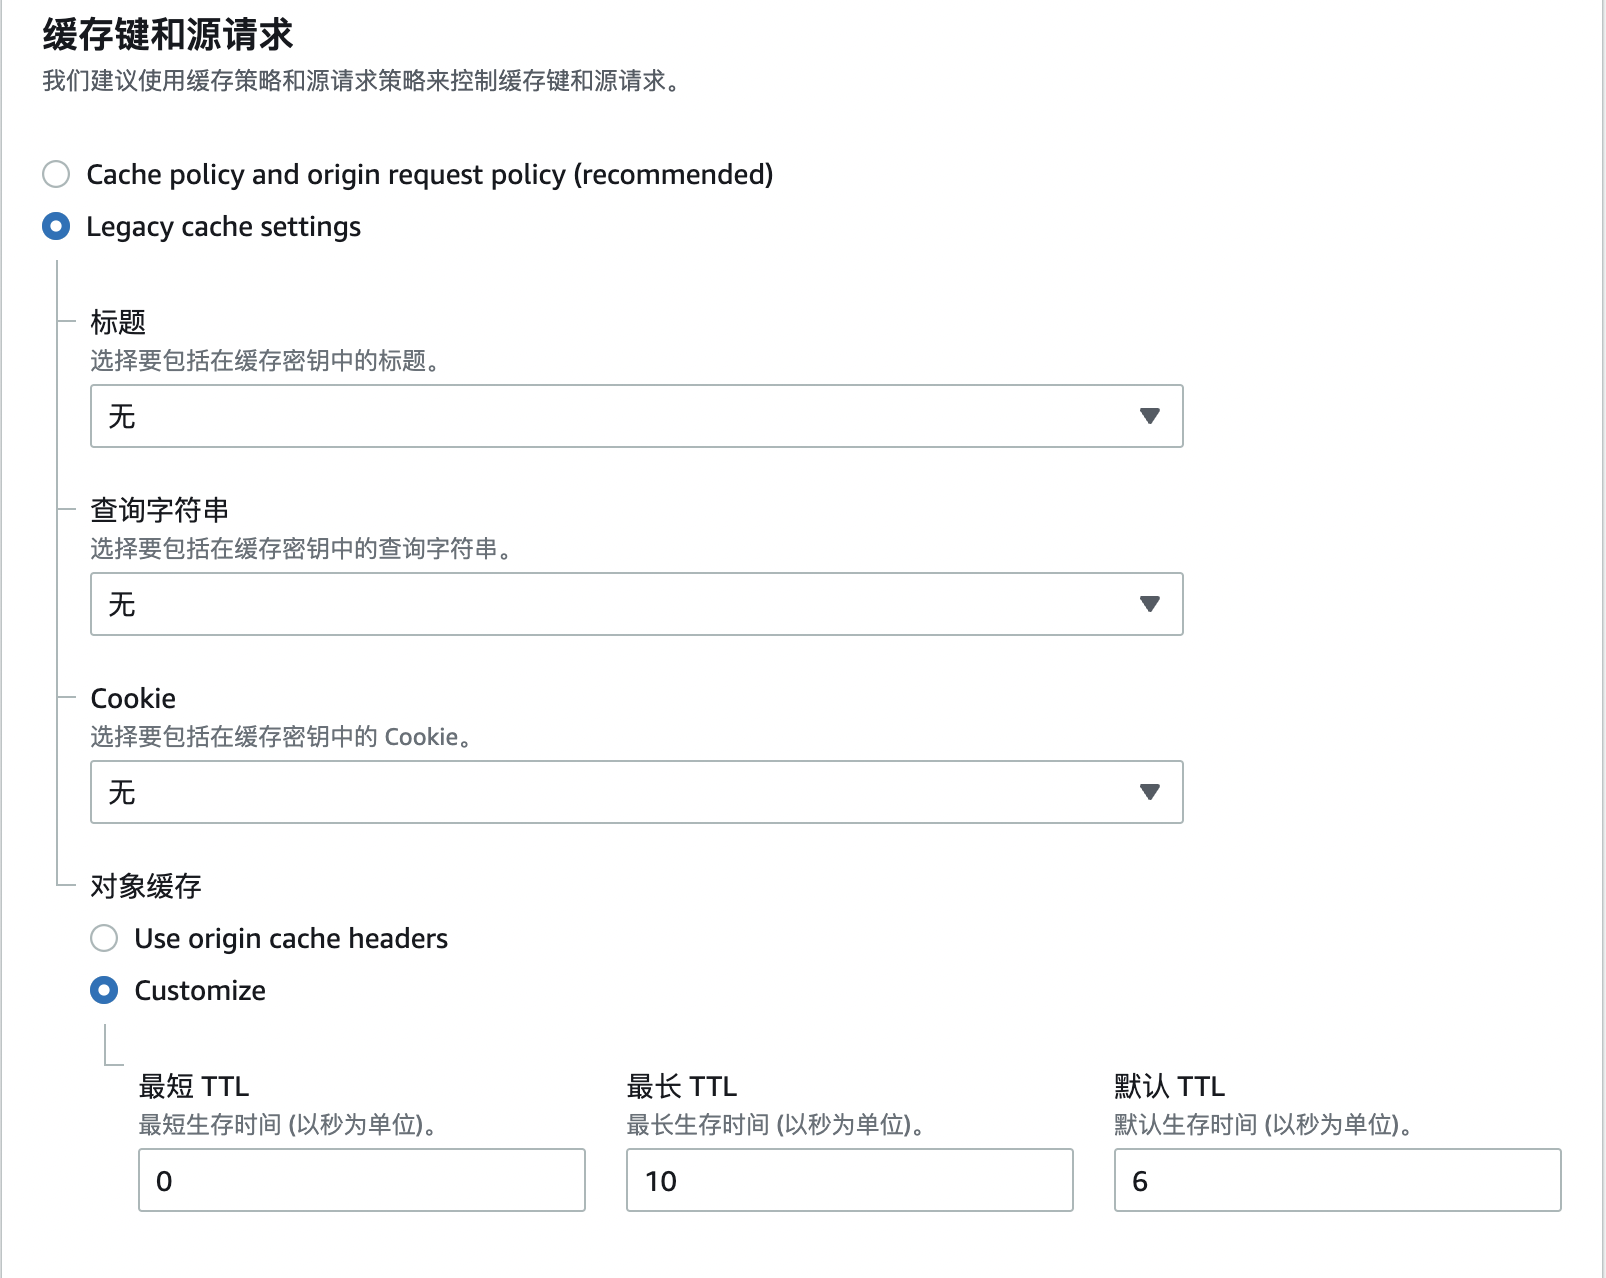 缓存键和源请求
我们建议使用缓存策略和源请求策略来控制缓存键和源请求。
Cache policy and origin request policy (recommended)
Legacy cache settings
标题
选择要包括在缓存密钥中的标题。
无
查询字符串
选择要包括在缓存密钥中的查询字符串。
无
Cookie
选择要包括在缓存密钥中的 Cookie。
无
对象缓存
Use origin cache headers
Customize
最短 TTL
最短生存时间 (以秒为单位)。
0
最长 TTL
最长生存时间 (以秒为单位)。
10
默认 TTL
默认生存时间 (以秒为单位)。
6